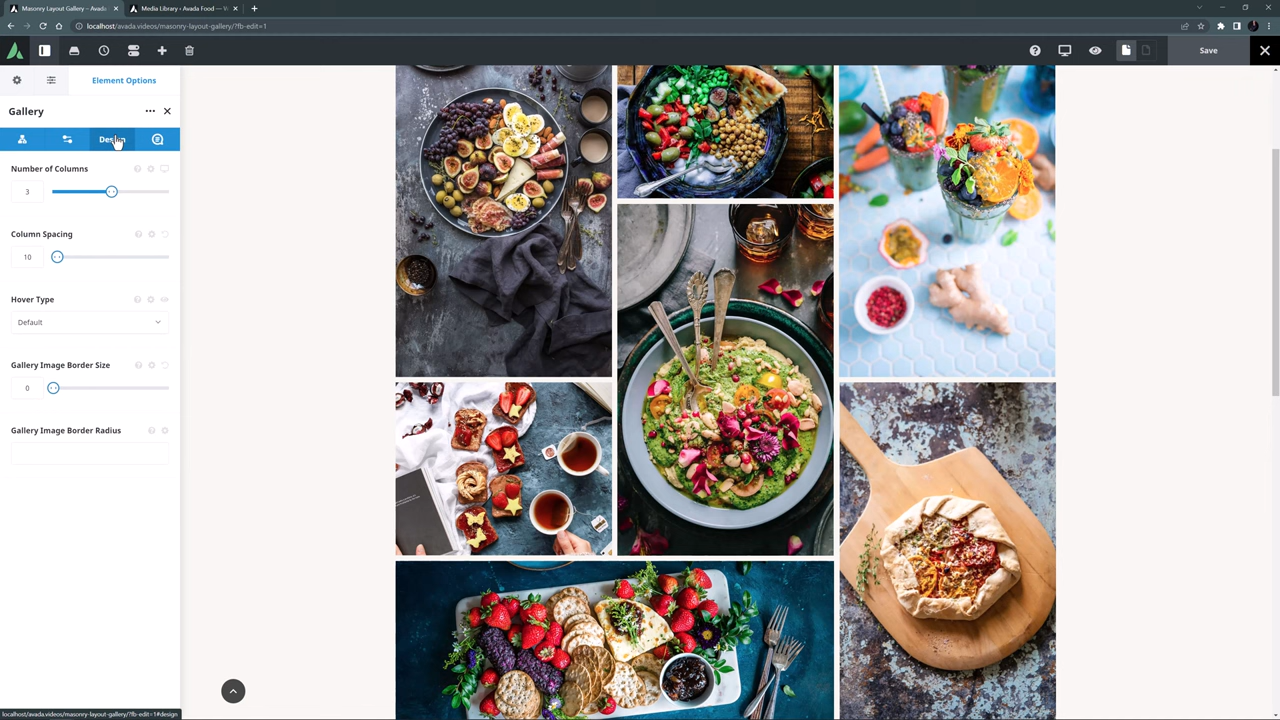 Masonry Layout Gallery – Avada
Media Library ‹ Avada Food — W
localhost/avada.videos/masonry-layout-gallery/?fb-edit=1
Save
Element Options
Gallery
Design
Number of Columns
3
Column Spacing
10
Hover Type
Default
Gallery Image Border Size
0
Gallery Image Border Radius
localhost/avada.videos/masonry-layout-gallery/?fb-edit=1#design